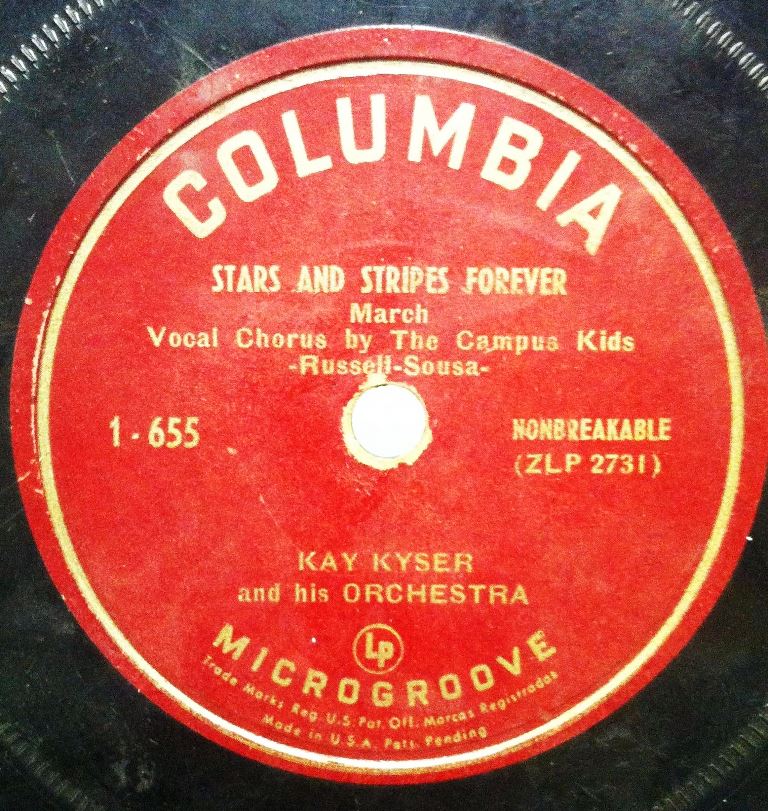 COLUMBIA
STARS AND STRIPES FOREVER
March
Vocal Chorus by The Campus Kids
-Russell-Sousa-
1-655
NONBREAKABLE
(ZLP 2731)
KAY KYSER
and his ORCHESTRA
Lp
MICROGROOVE
Trade Marks Reg. U.S. Pat. Off. Marcas Registradas
Made in U.S.A. Pats. Pending